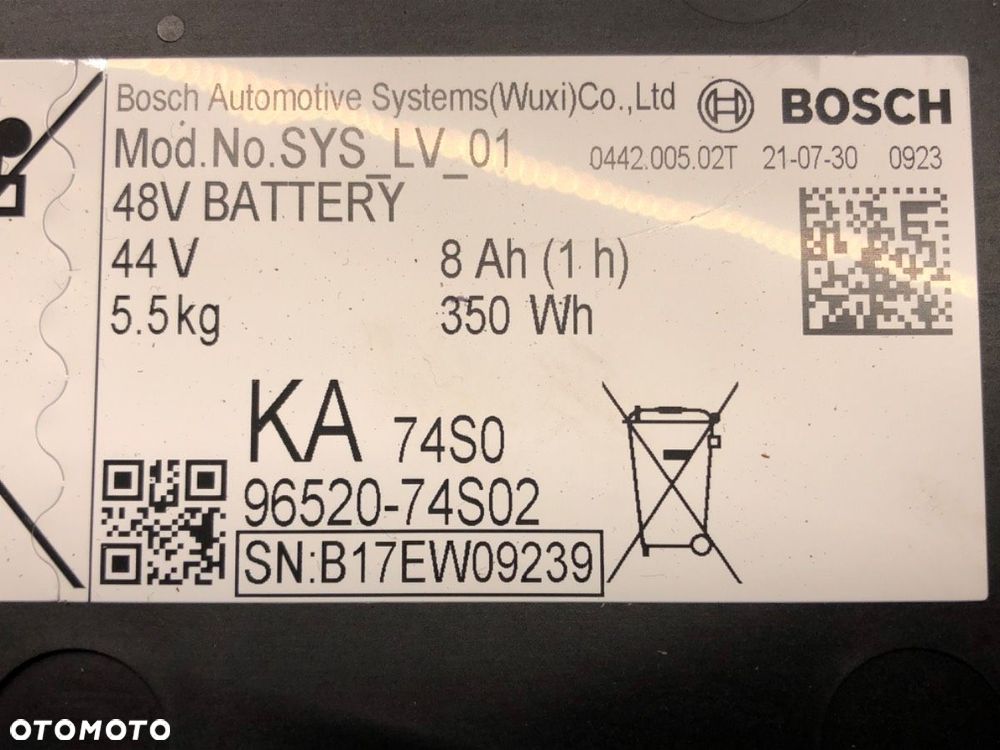 Bosch Automotive Systems(Wuxi)Co.,Ltd
BOSCH
Mod.No.SYS_LV_01
0442.005.02T 21-07-30 0923
48V BATTERY
44 V 8 Ah (1 h)
5.5kg 350 Wh
KA 74S0
96520-74S02
SN:B17EW09239
OTOMOTO